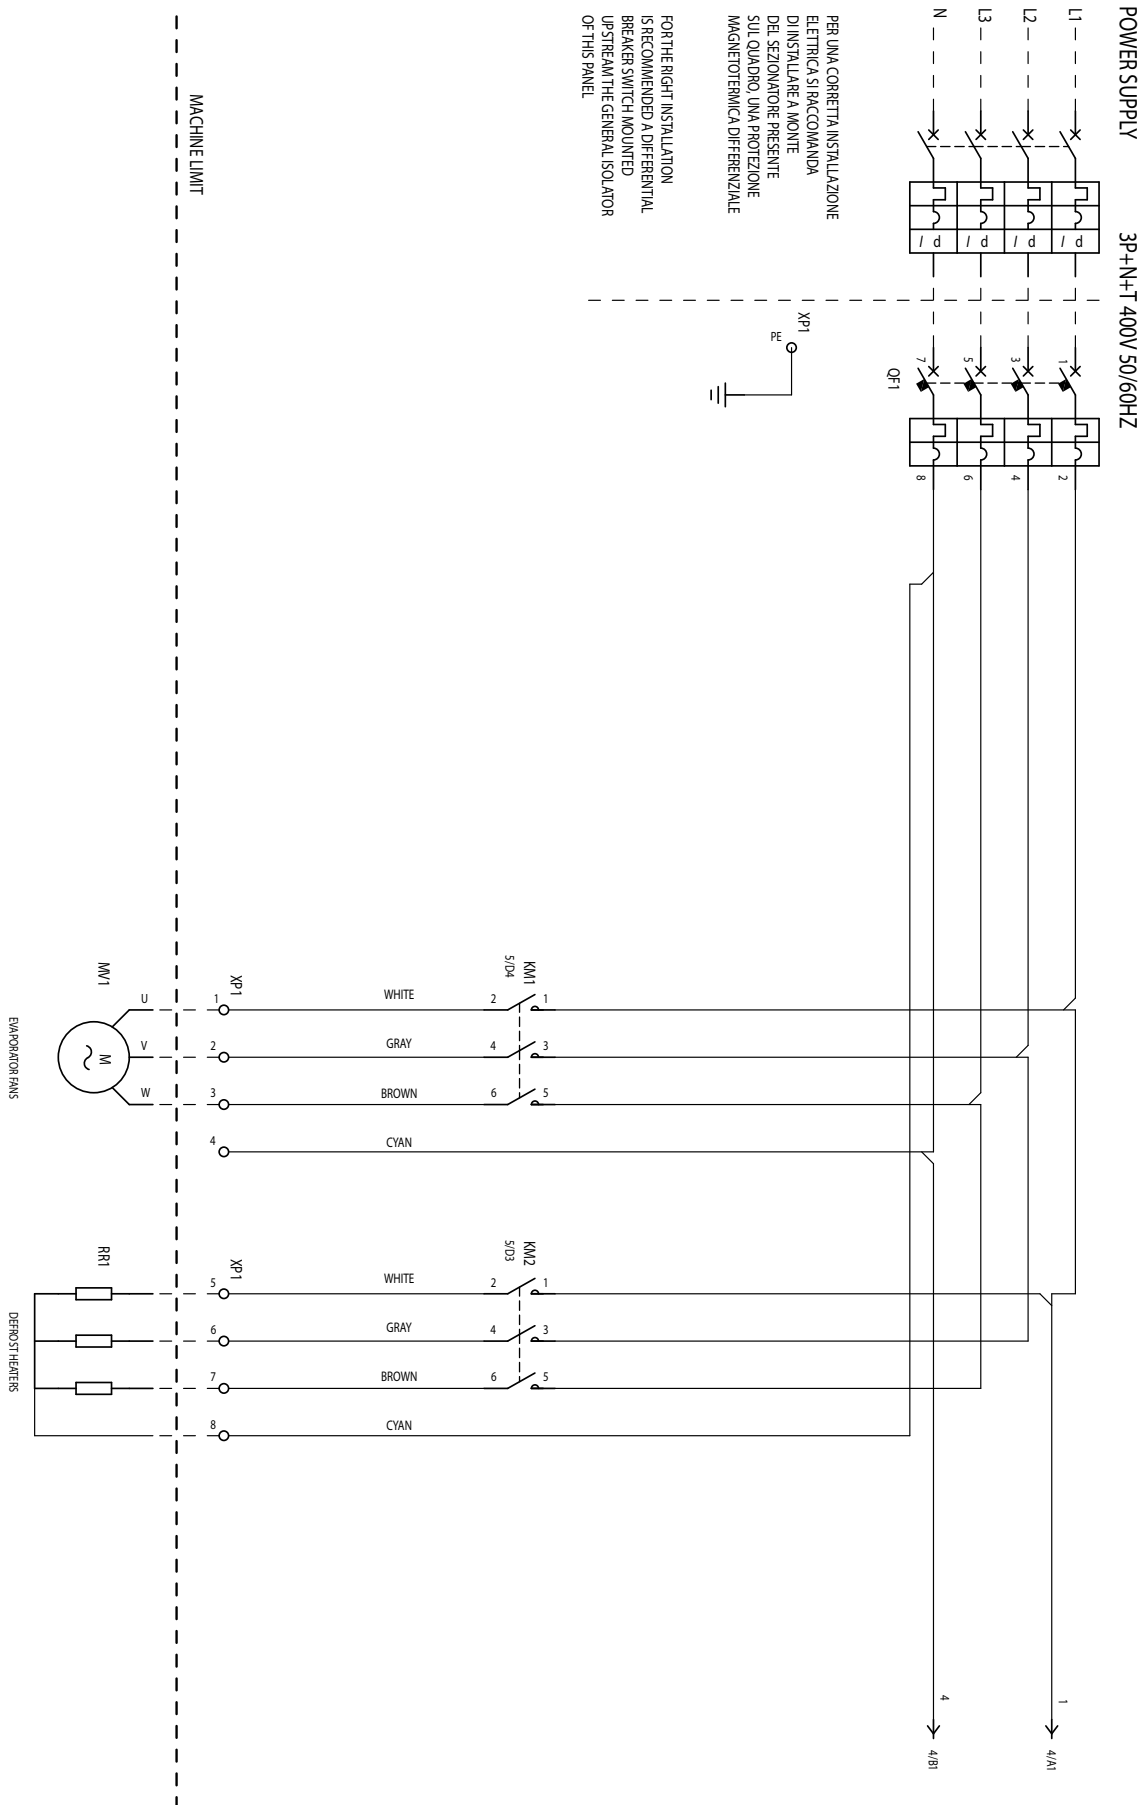 POWER SUPPLY 3P+N+T 400V 50/60HZ
L1
L2
L3
N
I d
I d
I d
I d
1
3
5
7
QF1
2
4
6
8
PER UNA CORRETTA INSTALLAZIONE
ELETTRICA SI RACCOMANDA
DI INSTALLARE A MONTE
DEL SEZIONATORE PRESENTE
SUL QUADRO, UNA PROTEZIONE
MAGNETOTERMICA DIFFERENZIALE
FOR THE RIGHT INSTALLATION
IS RECOMMENDED A DIFFERENTIAL
BREAKER SWITCH MOUNTED
UPSTREAM THE GENERAL ISOLATOR
OF THIS PANEL
XP1
PE
1
4/A1
4
4/B1
KM1
5/D4
1
2
3
4
5
6
KM2
5/D3
1
2
3
4
5
6
WHITE
GRAY
BROWN
CYAN
WHITE
GRAY
BROWN
CYAN
XP1
1
2
3
4
XP1
5
6
7
8
MACHINE LIMIT
U
V
W
MV1
M
~
RR1
EVAPORATOR FANS
DEFROST HEATERS